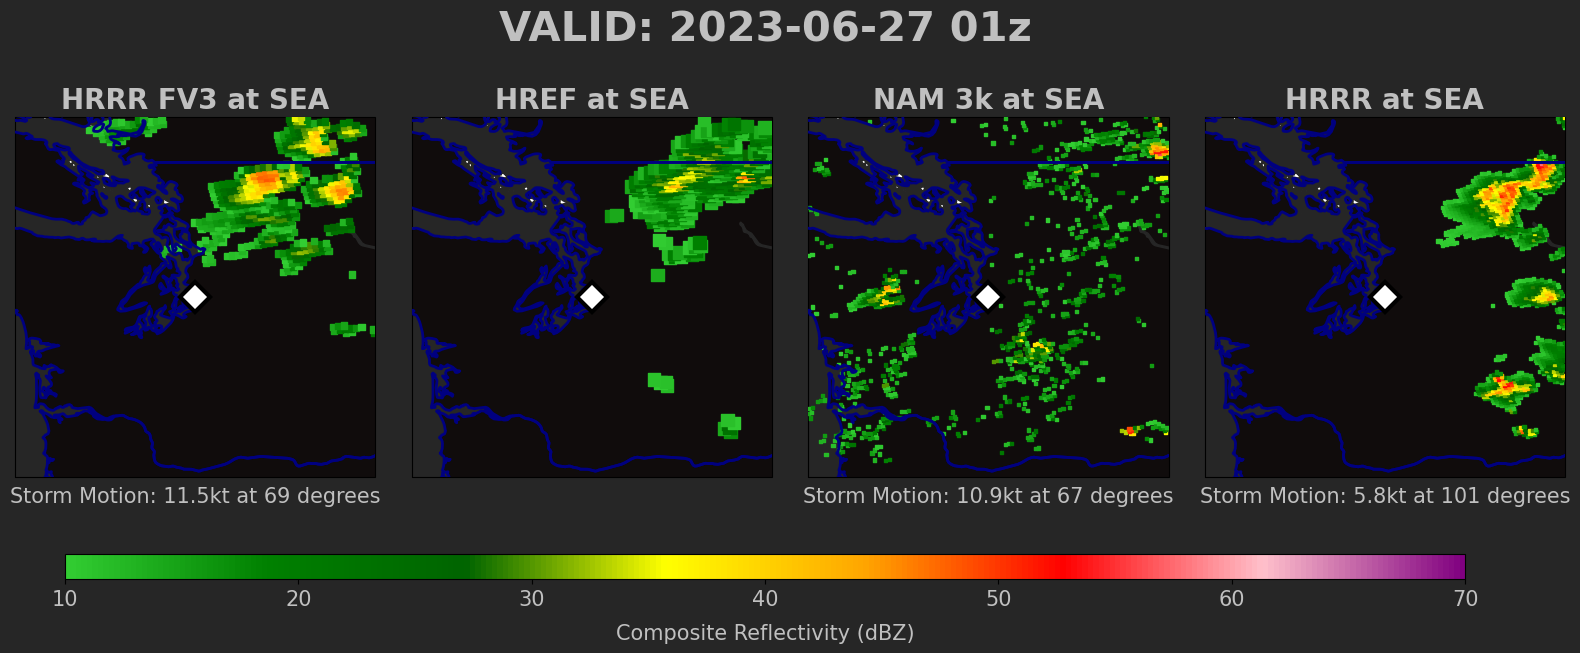 VALID: 2023-06-27 01z
HRRR FV3 at SEA
HREF at SEA
NAM 3k at SEA
HRRR at SEA
Storm Motion: 11.5kt at 69 degrees
Storm Motion: 10.9kt at 67 degrees
Storm Motion: 5.8kt at 101 degrees
10 20 30 40 50 60 70
Composite Reflectivity (dBZ)